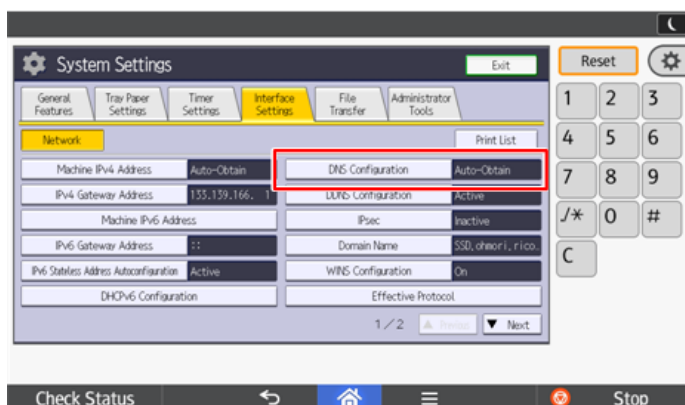 System Settings
Exit
Reset
General Features
Tray Paper Settings
Timer Settings
Interface Settings
File Transfer
Administrator Tools
Network
Print List
Machine IPv4 Address Auto-Obtain
DNS Configuration Auto-Obtain
IPv4 Gateway Address 133.139.166. 1
DDNS Configuration Active
Machine IPv6 Address
IPsec Inactive
IPv6 Gateway Address ::
Domain Name SSD, ohmori, rico.
IPv6 Stateless Address Autoconfiguration Active
WINS Configuration On
DHCPv6 Configuration
Effective Protocol
1/2
▼ Next
1 2 3
4 5 6
7 8 9
./* 0 #
C
Check Status
Stop